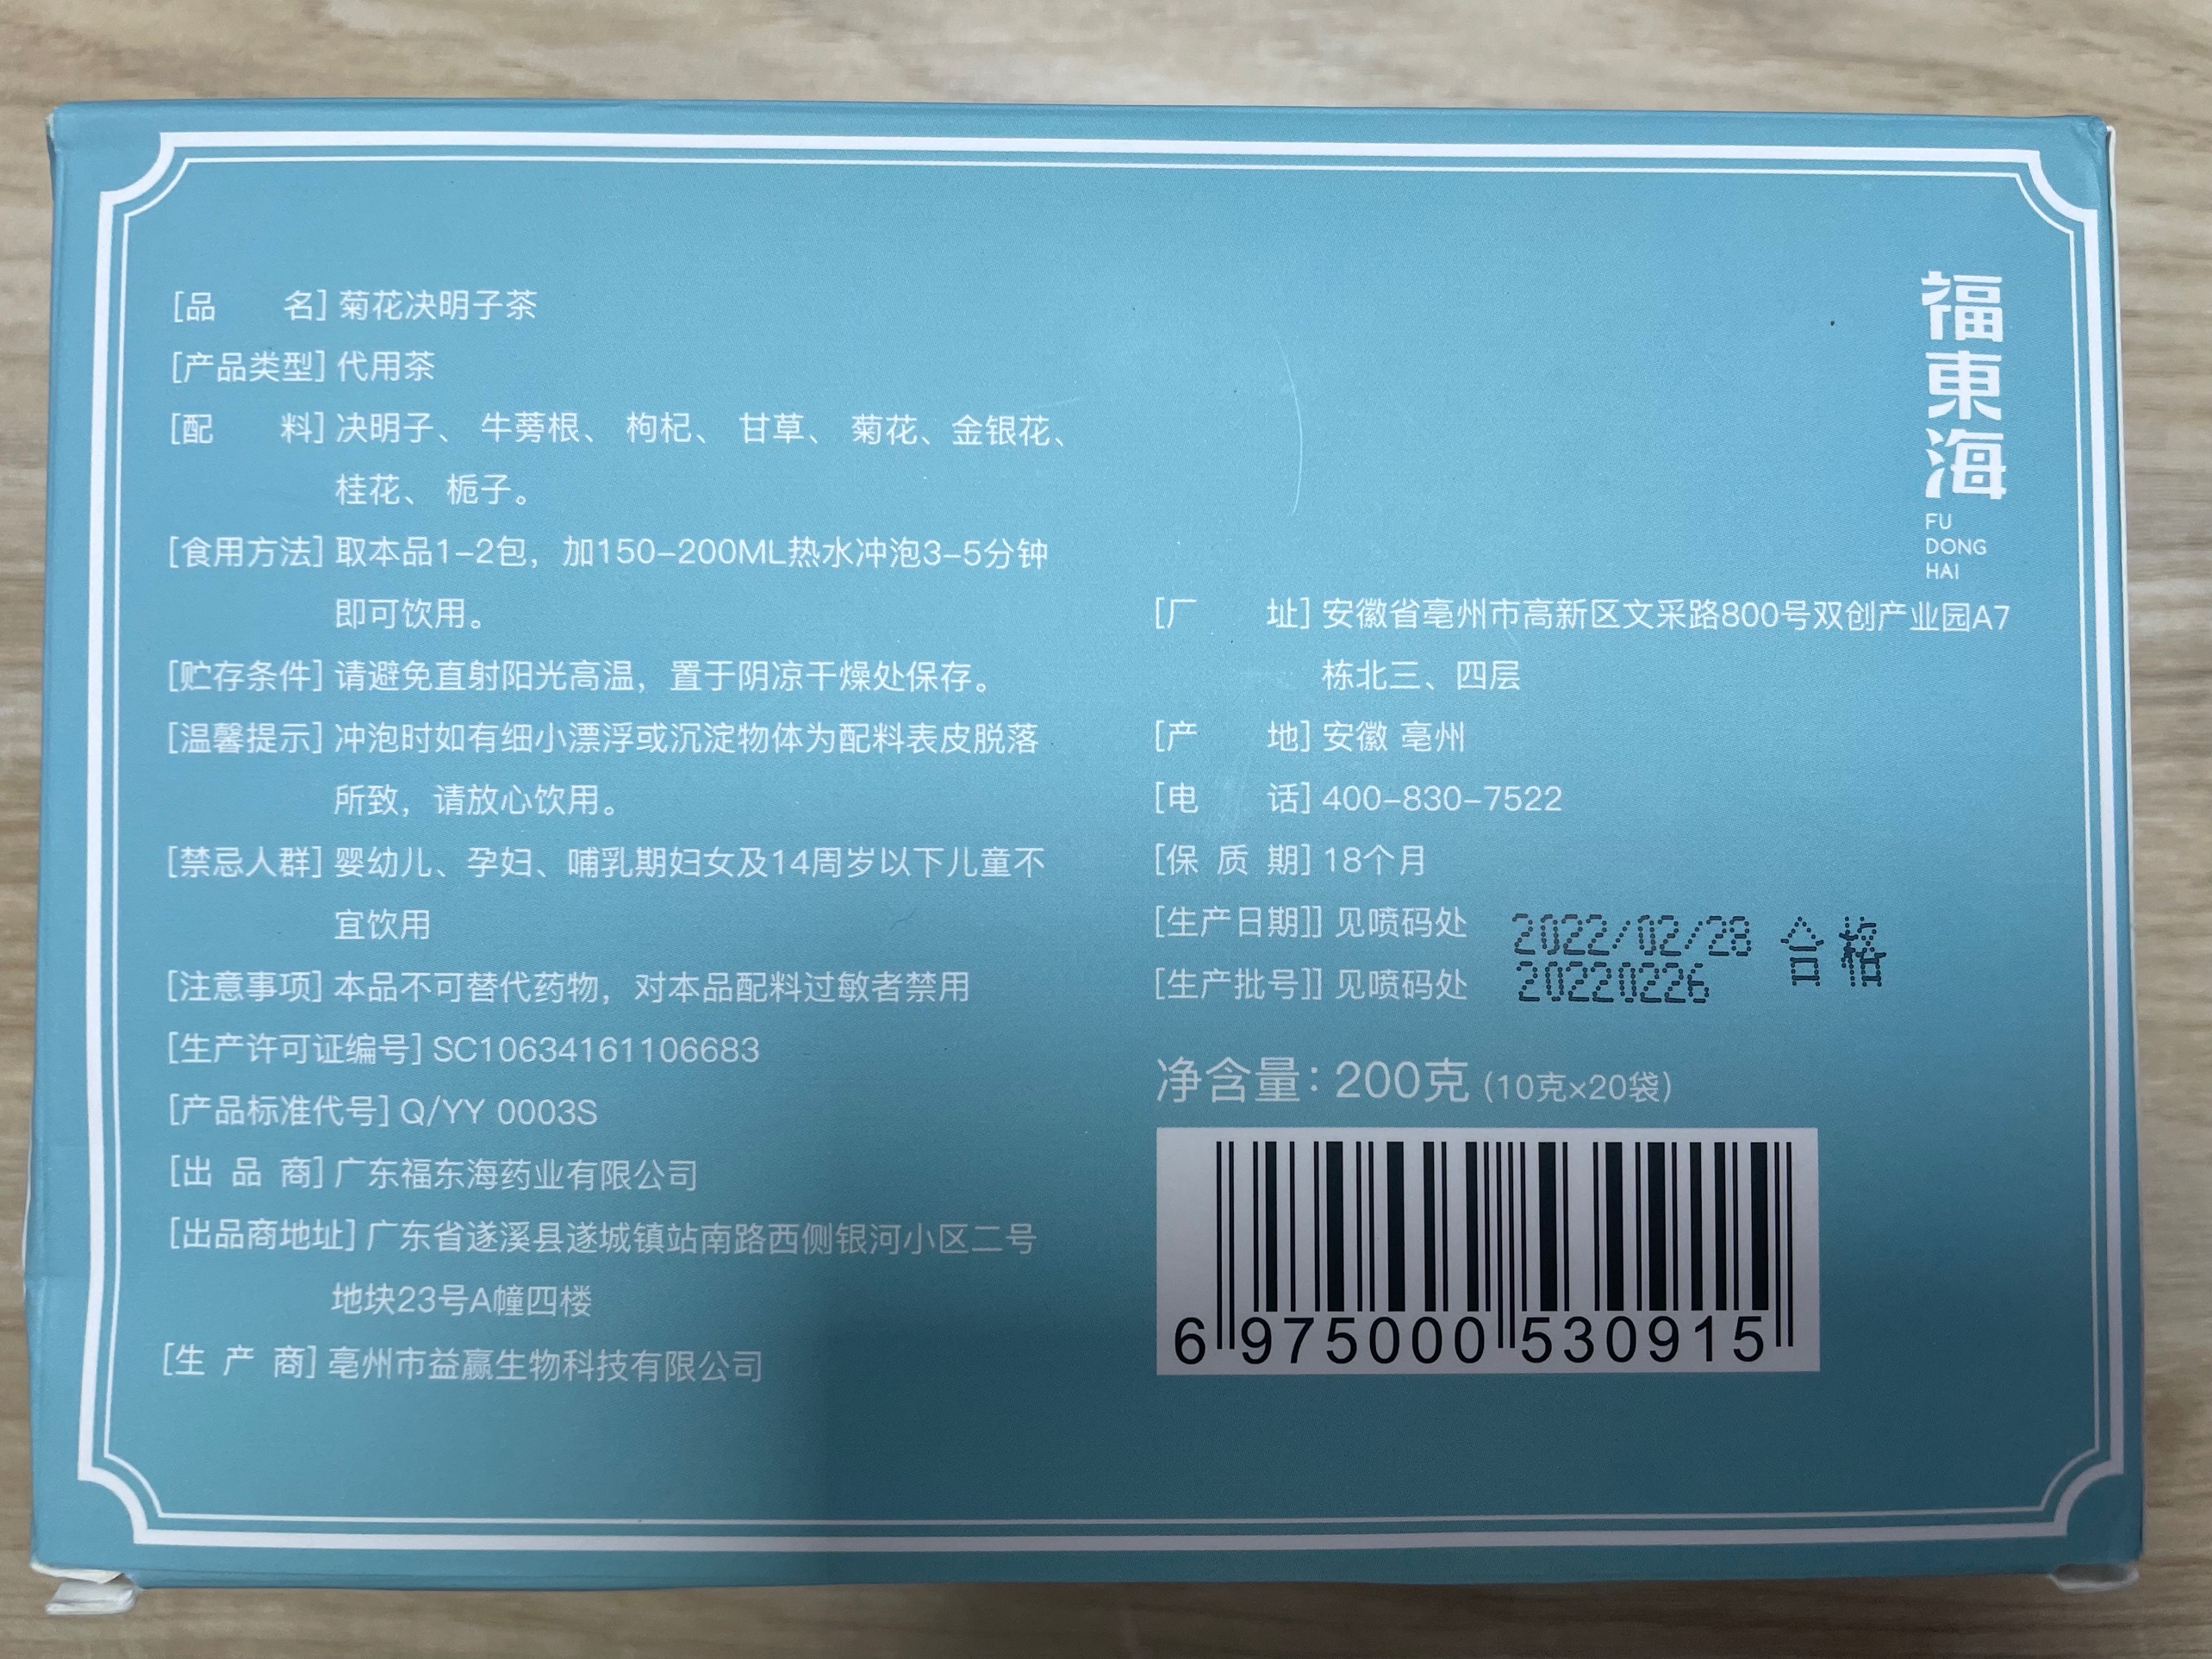 [品 名] 菊花决明子茶
[产品类型] 代用茶
[配 料] 决明子、 牛蒡根、 枸杞、 甘草、 菊花、金银花、
桂花、 栀子。
[食用方法] 取本品1-2包，加150-200ML热水冲泡3-5分钟
即可饮用。
[贮存条件] 请避免直射阳光高温，置于阴凉干燥处保存。
[温馨提示] 冲泡时如有细小漂浮或沉淀物体为配料表皮脱落
所致，请放心饮用。
[禁忌人群] 婴幼儿、孕妇、哺乳期妇女及14周岁以下儿童不
宜饮用
[注意事项] 本品不可替代药物，对本品配料过敏者禁用
[生产许可证编号] SC10634161106683
[产品标准代号] Q/YY 0003S
[出 品 商] 广东福东海药业有限公司
[出品商地址] 广东省遂溪县遂城镇站南路西侧银河小区二号
地块23号A幢四楼
[生 产 商] 亳州市益赢生物科技有限公司
福東海
FU
DONG
HAI
[厂 址] 安徽省亳州市高新区文采路800号双创产业园A7
栋北三、四层
[产 地] 安徽 亳州
[电 话] 400-830-7522
[保 质 期] 18个月
[生产日期]] 见喷码处 2022/02/28 合格
[生产批号]] 见喷码处 20220226
净含量：200克 (10克×20袋)
6 975000 530915